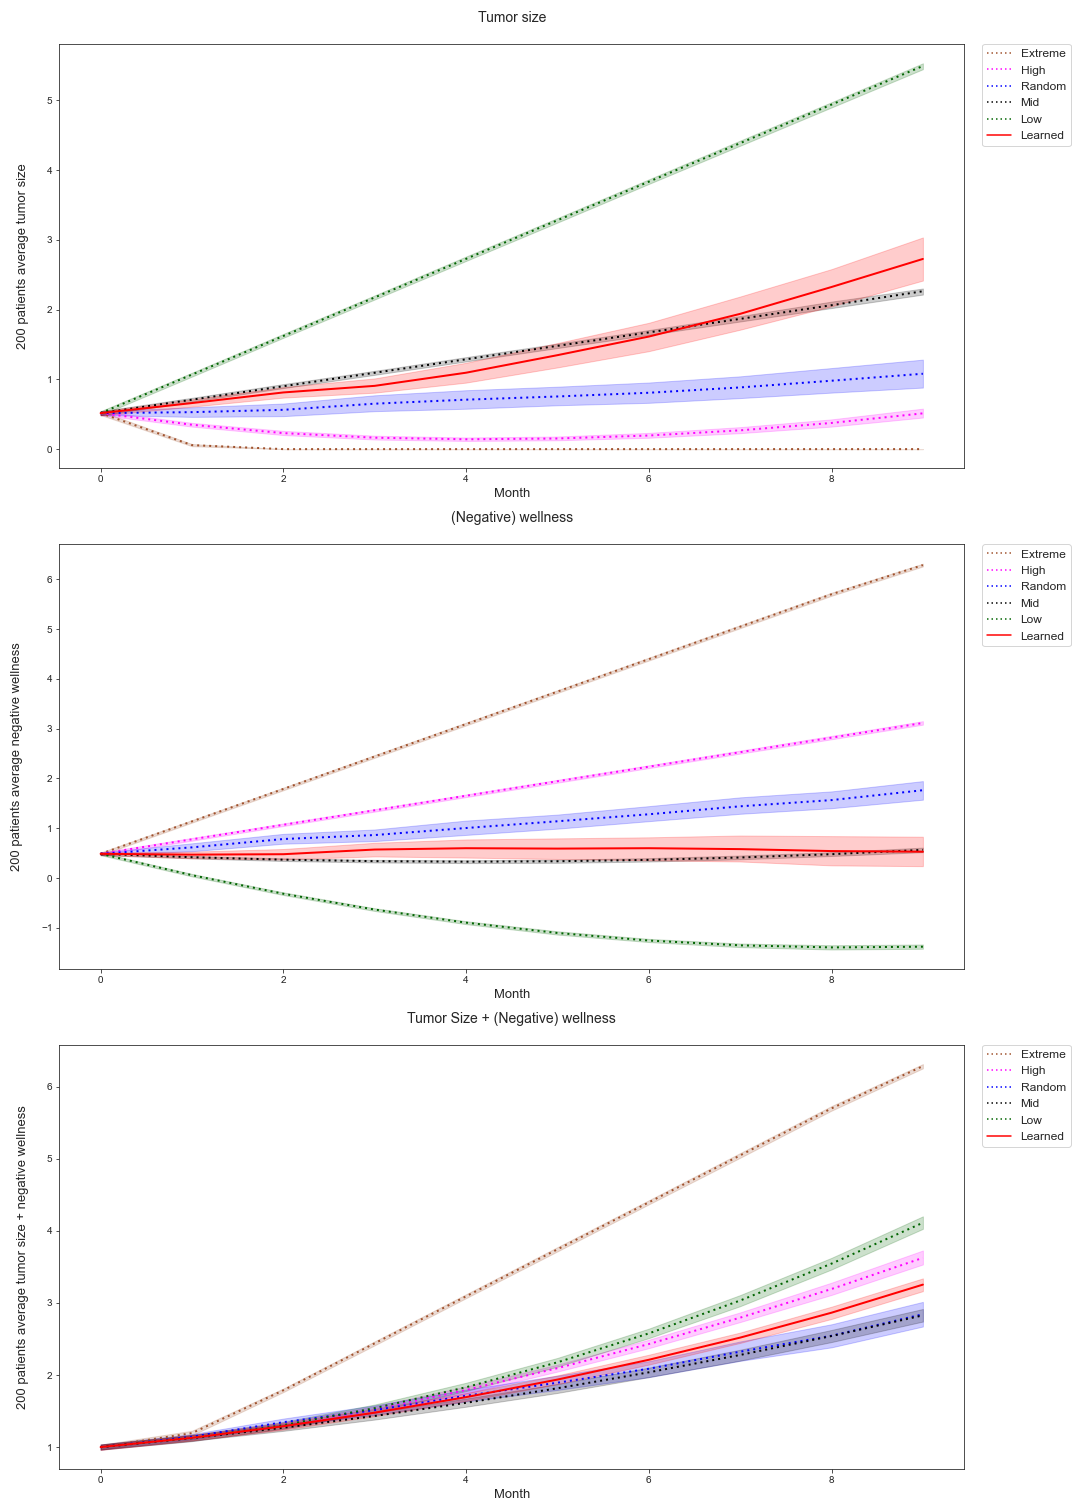 Tumor size
200 patients average tumor size
5
4
3
2
1
0
0
2
4
6
8
Month
Extreme
High
Random
Mid
Low
Learned
(Negative) wellness
200 patients average negative wellness
6
5
4
3
2
1
0
−1
0
2
4
6
8
Month
Extreme
High
Random
Mid
Low
Learned
Tumor Size + (Negative) wellness
200 patients average tumor size + negative wellness
6
5
4
3
2
1
0
2
4
6
8
Month
Extreme
High
Random
Mid
Low
Learned